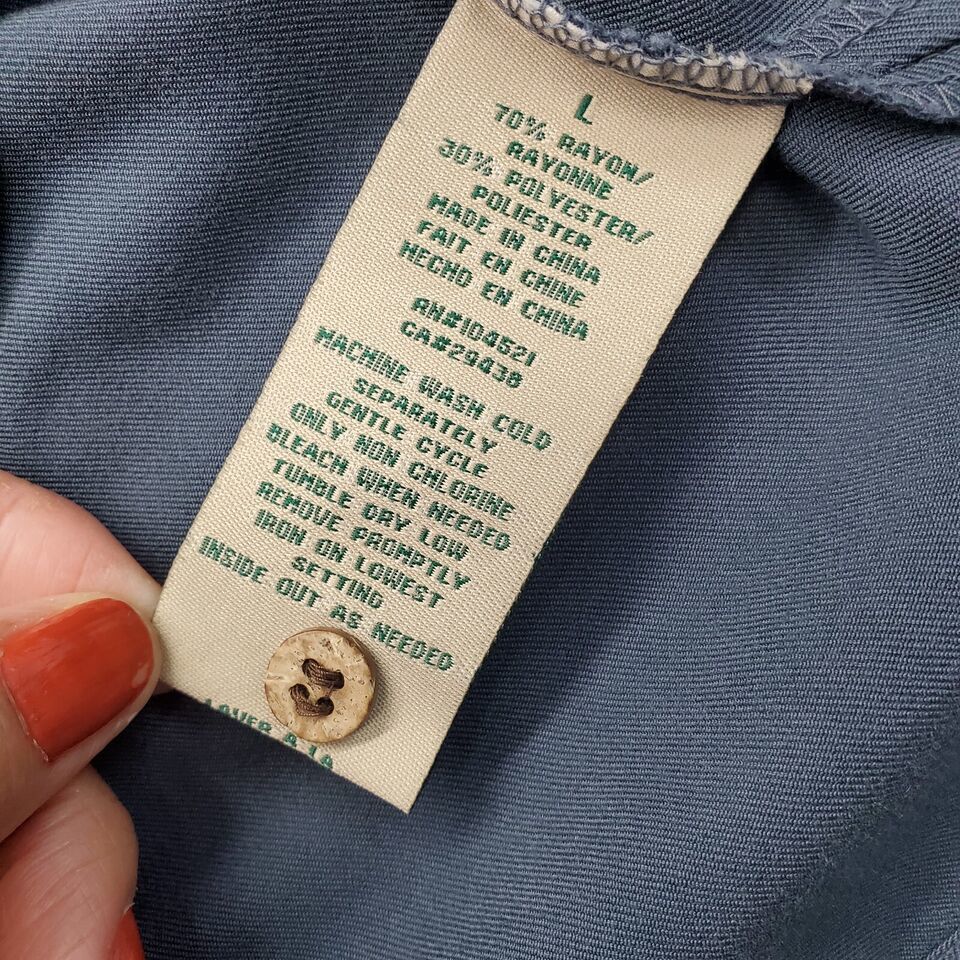 L
70% RAYON/
RAYONNE
30% POLYESTER/
POLIESTER
MADE IN CHINA
FAIT EN CHINE
HECHO EN CHINA
RN#104521
CA#29438
MACHINE WASH COLD
SEPARATELY
GENTLE CYCLE
ONLY NON CHLORINE
BLEACH WHEN NEEDED
TUMBLE DRY LOW
REMOVE PROMPTLY
IRON ON LOWEST
SETTING
INSIDE OUT AS NEEDED
LAVER A LA